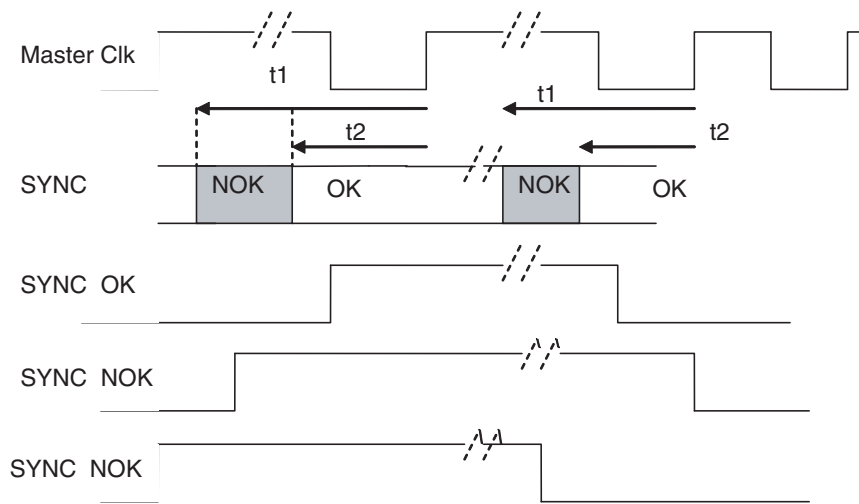 Master Clk
t1
t1
t2
t2
SYNC
NOK
OK
NOK
OK
SYNC OK
SYNC NOK
SYNC NOK